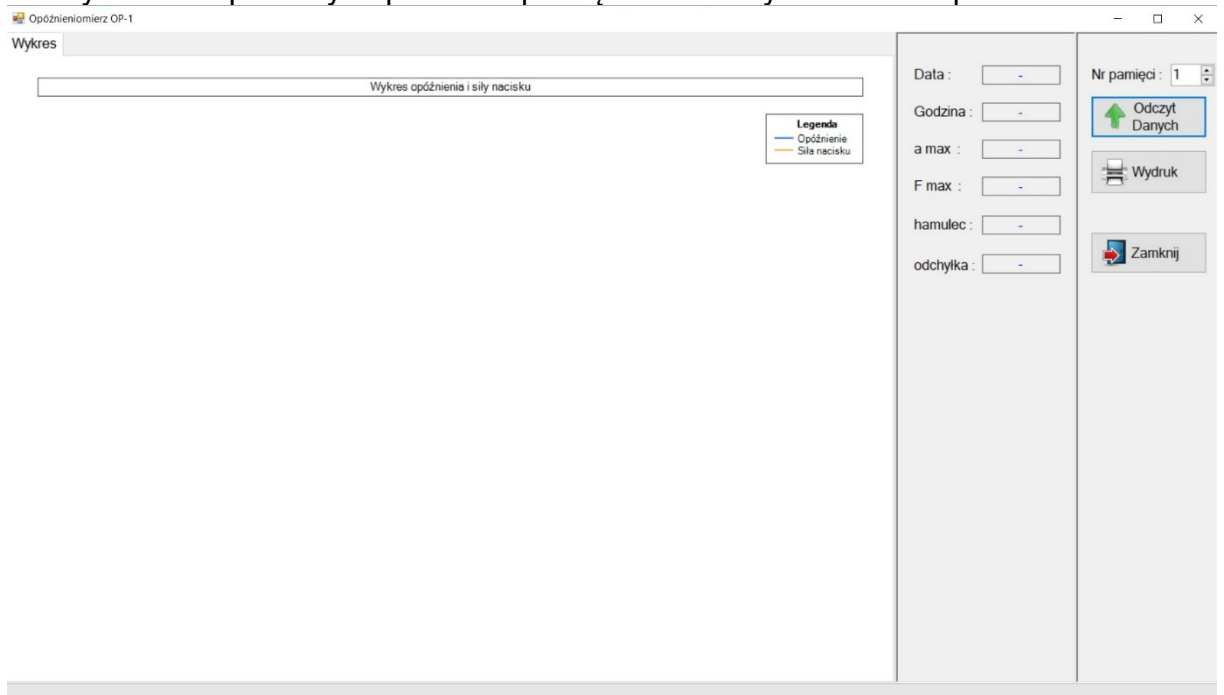 Opóźnieniomierz OP-1
Wykres
Wykres opóźnienia i siły nacisku
Legenda
Opóźnienie
Siła nacisku
Data : -
Godzina : -
a max : -
F max : -
hamulec : -
odchyłka : -
Nr pamięci : 1
Odczyt
Danych
Wydruk
Zamknij